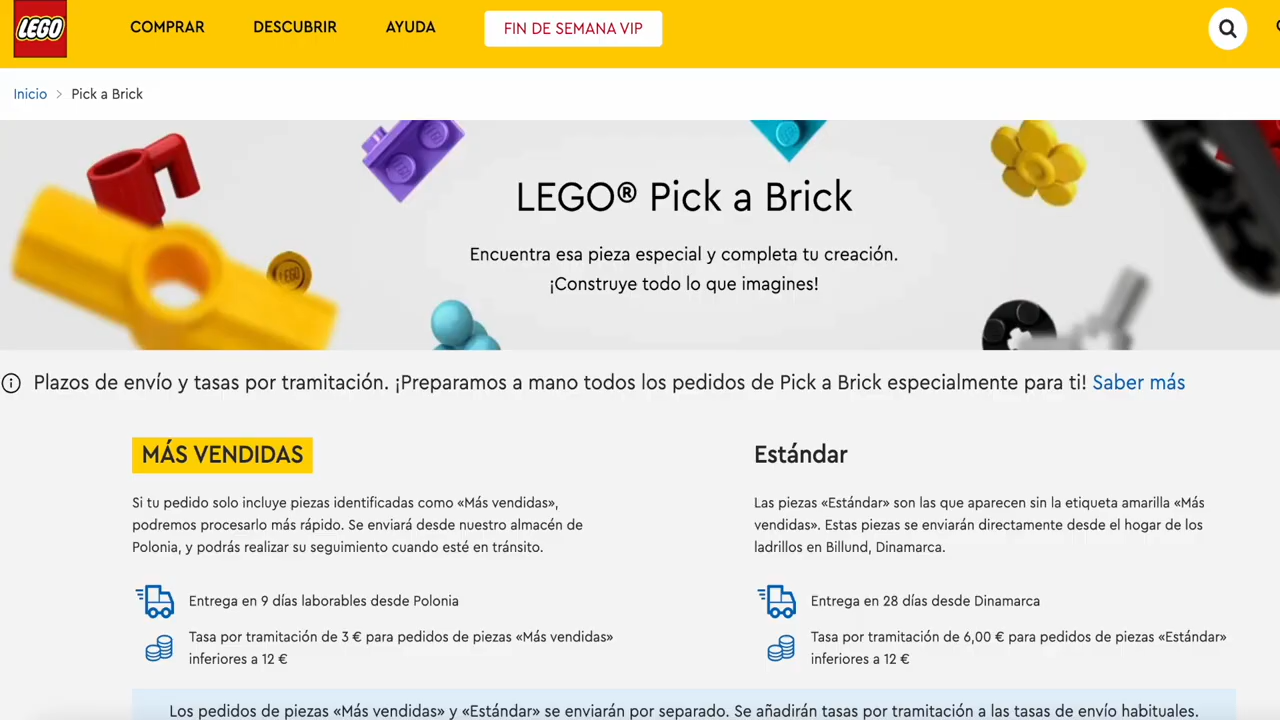 LEGO
COMPRAR
DESCUBRIR
AYUDA
FIN DE SEMANA VIP
Inicio > Pick a Brick
LEGO® Pick a Brick
Encuentra esa pieza especial y completa tu creación.
¡Construye todo lo que imagines!
LEGO
Plazos de envío y tasas por tramitación. ¡Preparamos a mano todos los pedidos de Pick a Brick especialmente para ti! Saber más
MÁS VENDIDAS
Si tu pedido solo incluye piezas identificadas como «Más vendidas»,
podremos procesarlo más rápido. Se enviará desde nuestro almacén de
Polonia, y podrás realizar su seguimiento cuando esté en tránsito.
Entrega en 9 días laborables desde Polonia
Tasa por tramitación de 3 € para pedidos de piezas «Más vendidas»
inferiores a 12 €
Estándar
Las piezas «Estándar» son las que aparecen sin la etiqueta amarilla «Más
vendidas». Estas piezas se enviarán directamente desde el hogar de los
ladrillos en Billund, Dinamarca.
Entrega en 28 días desde Dinamarca
Tasa por tramitación de 6,00 € para pedidos de piezas «Estándar»
inferiores a 12 €
Los pedidos de piezas «Más vendidas» y «Estándar» se enviarán por separado. Se añadirán tasas por tramitación a las tasas de envío habituales.